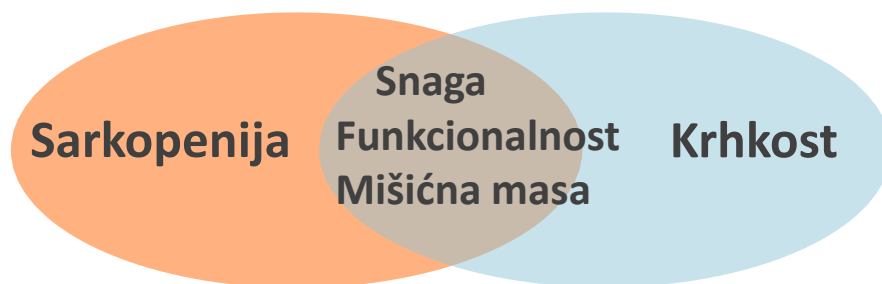 Sarkopenija
Snaga
Funkcionalnost
Mišićna masa
Krhkost